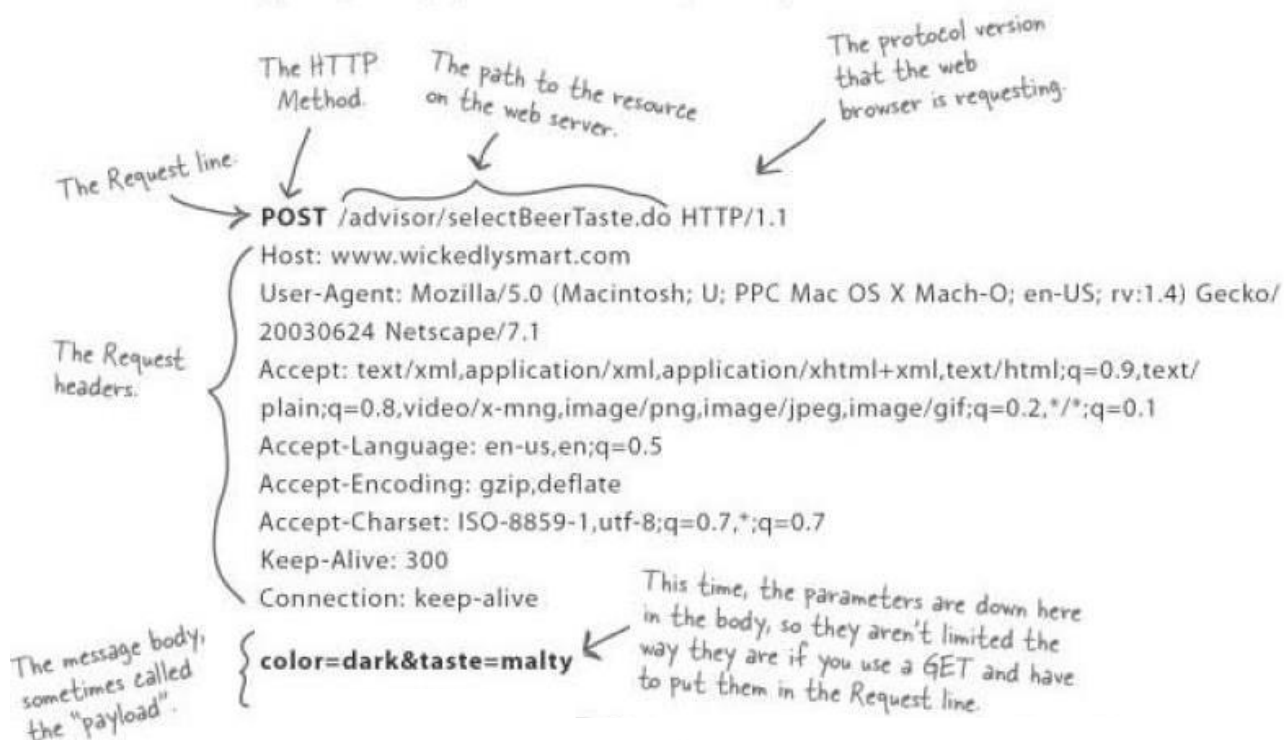 The HTTP
Method.
The path to the resource
on the web server.
The protocol version
that the web
browser is requesting.
The Request line.
POST /advisor/selectBeerTaste.do HTTP/1.1
Host: www.wickedlysmart.com
User-Agent: Mozilla/5.0 (Macintosh; U; PPC Mac OS X Mach-O; en-US; rv:1.4) Gecko/
20030624 Netscape/7.1
The Request
headers.
Accept: text/xml,application/xml,application/xhtml+xml,text/html;q=0.9,text/
plain;q=0.8,video/x-mng,image/png,image/jpeg,image/gif;q=0.2,*/*;q=0.1
Accept-Language: en-us,en;q=0.5
Accept-Encoding: gzip,deflate
Accept-Charset: ISO-8859-1,utf-8;q=0.7,*;q=0.7
Keep-Alive: 300
Connection: keep-alive
The message body,
sometimes called
the "payload".
color=dark&taste=malty
This time, the parameters are down here
in the body, so they aren't limited the
way they are if you use a GET and have
to put them in the Request line.